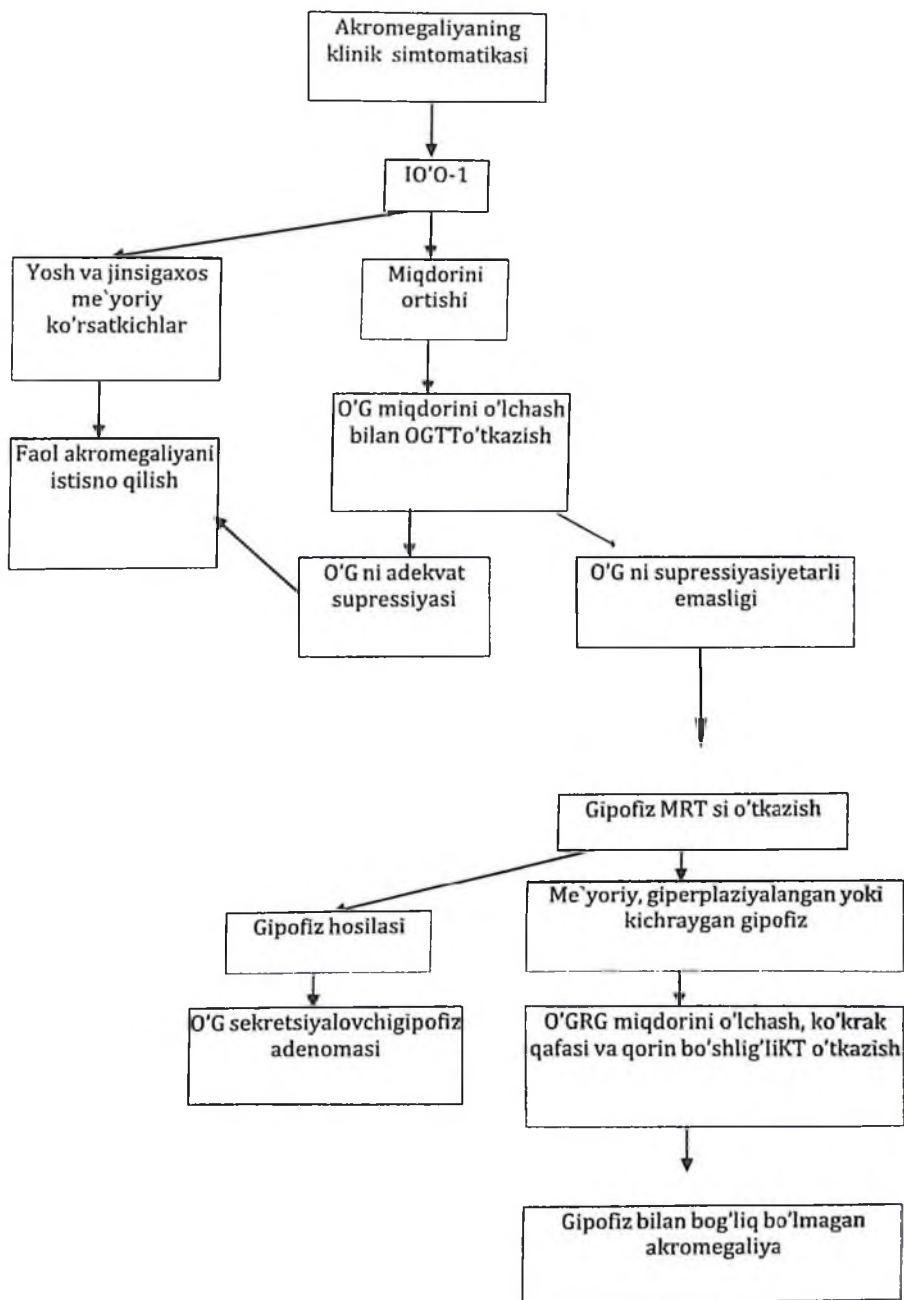 Akromegaliyaning
klinik simtomatikasi
IO'O-1
Yosh va jinsigaxos
me`yoriy
ko'rsatkichlar
Miqdorini
ortishi
O'G miqdorini o'lchash
bilan OGTTo'tkazish
Faol akromegaliyani
istisno qilish
O'G ni adekvat
supressiyasi
O'G ni supressiyasiyetarli
emasligi
Gipofiz MRT si o'tkazish
Gipofiz hosilasi
Me`yoriy, giperplaziyalangan yoki
kichraygan gipofiz
O'G sekretsiyalovchigipofiz
adenomasi
O'GRG miqdorini o'lchash, ko'krak
qafasi va qorin bo'shlig'liKT o'tkazish
Gipofiz bilan bog'liq bo'lmagan
akromegaliya